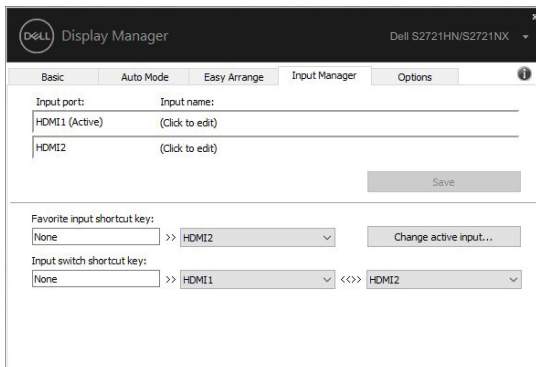 DELL Display Manager Dell S2721HN/S2721NX
Basic Auto Mode Easy Arrange Input Manager Options
Input port: Input name:
HDMI1 (Active) (Click to edit)
HDMI2 (Click to edit)
Save
Favorite input shortcut key:
None >> HDMI2 Change active input...
Input switch shortcut key:
None >> HDMI1 <<>> HDMI2